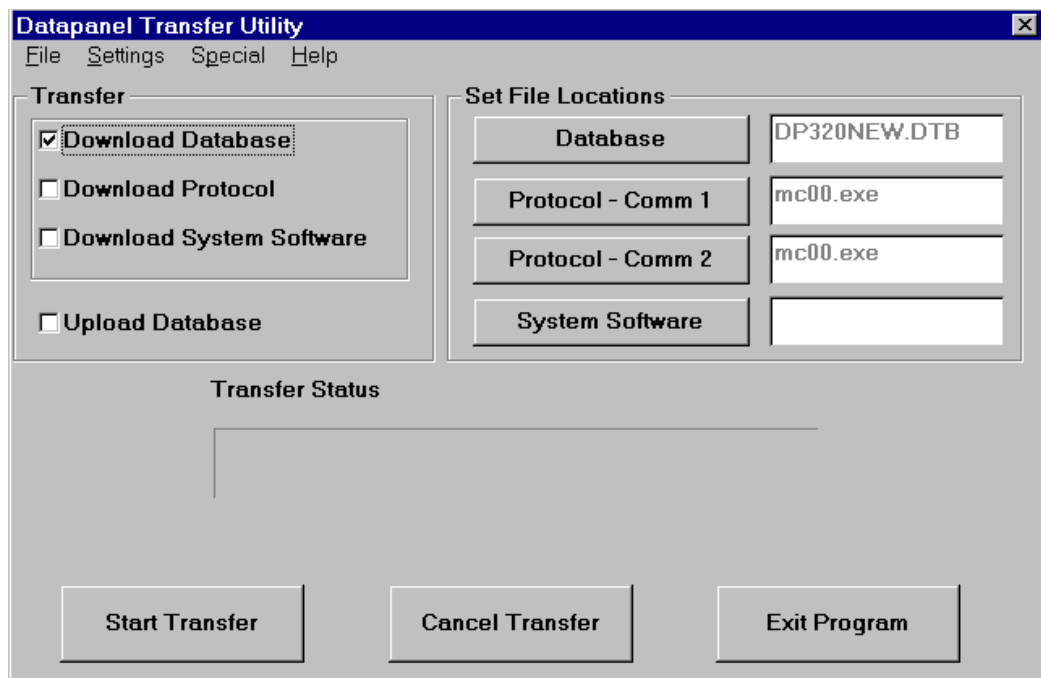 Datapanel Transfer Utility
File Settings Special Help
Transfer
Download Database
Download Protocol
Download System Software
Upload Database
Set File Locations
Database DP320NEW.DTB
Protocol - Comm 1 mc00.exe
Protocol - Comm 2 mc00.exe
System Software
Transfer Status
Start Transfer Cancel Transfer Exit Program